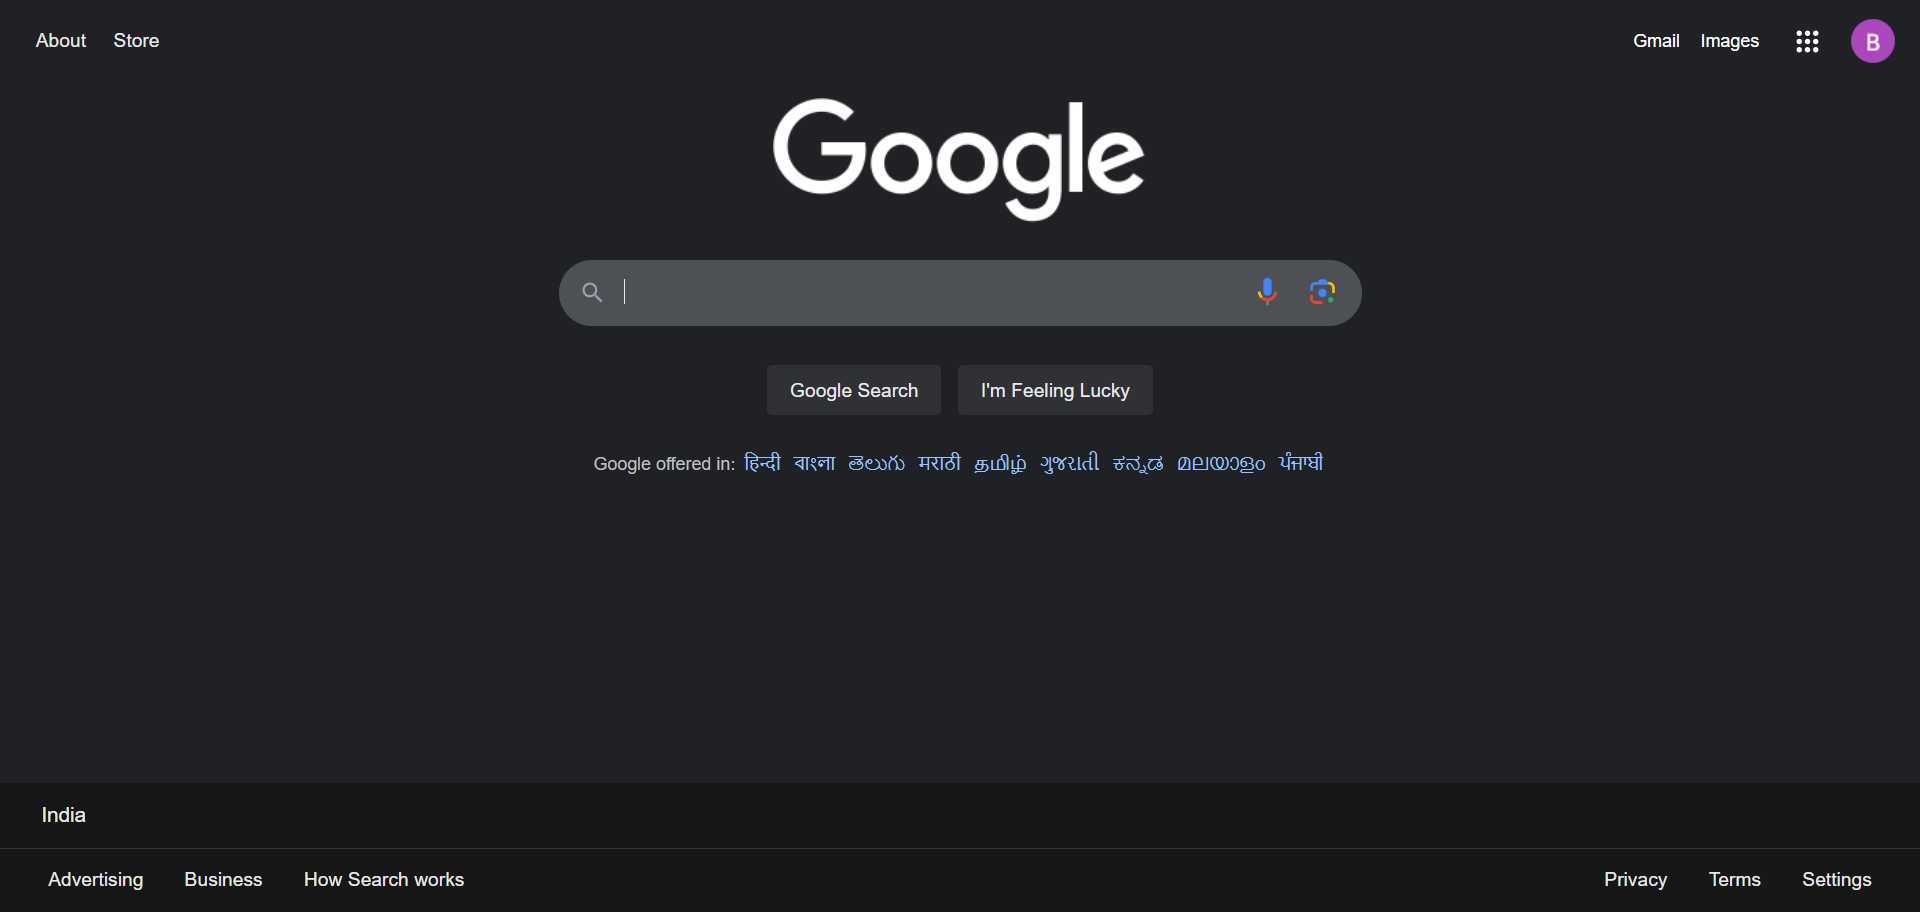 About Store
Gmail Images
B
Google
Google Search I'm Feeling Lucky
Google offered in: हिन्दी বাংলা తెలుగు मराठी தமிழ் ગુજરાતી ಕನ್ನಡ മലയാളം ਪੰਜਾਬੀ
India
Advertising Business How Search works
Privacy Terms Settings